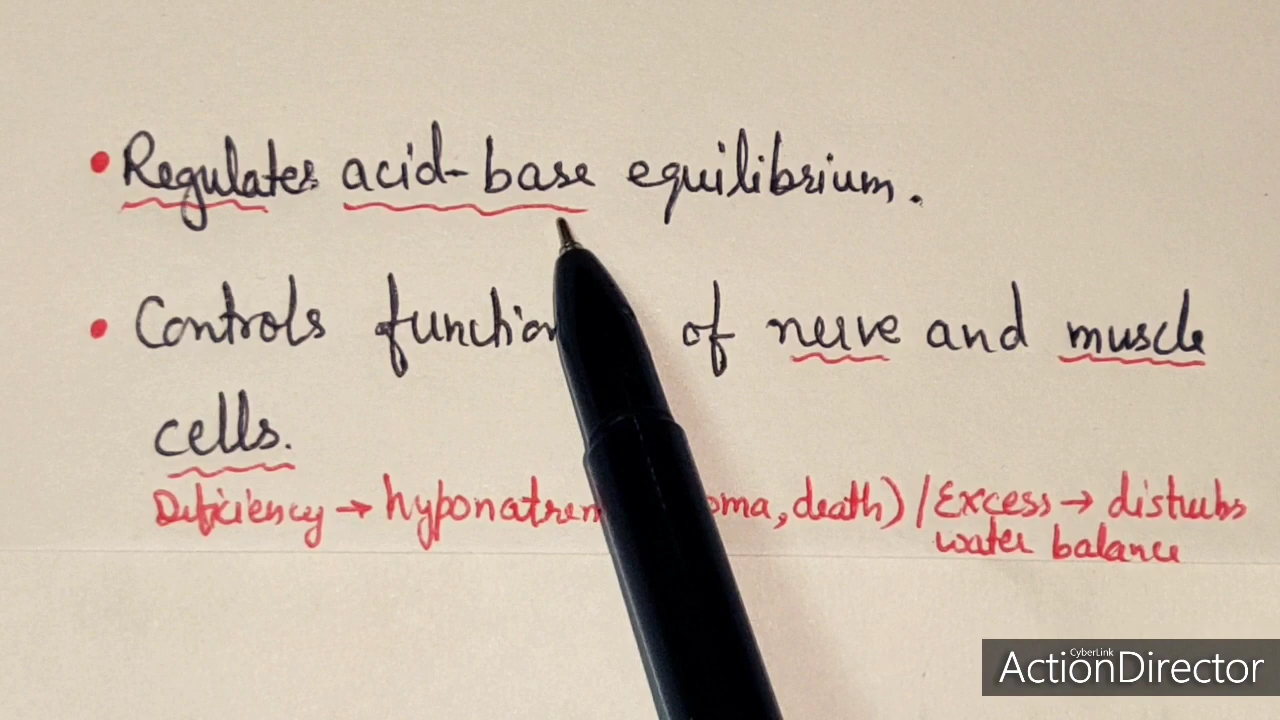 • Regulates acid-base equilibrium.
• Controls function of nerve and muscle
cells.
Deficiency → hyponatrem oma, death) / Excess → disturbs
water balance
CyberLink
ActionDirector